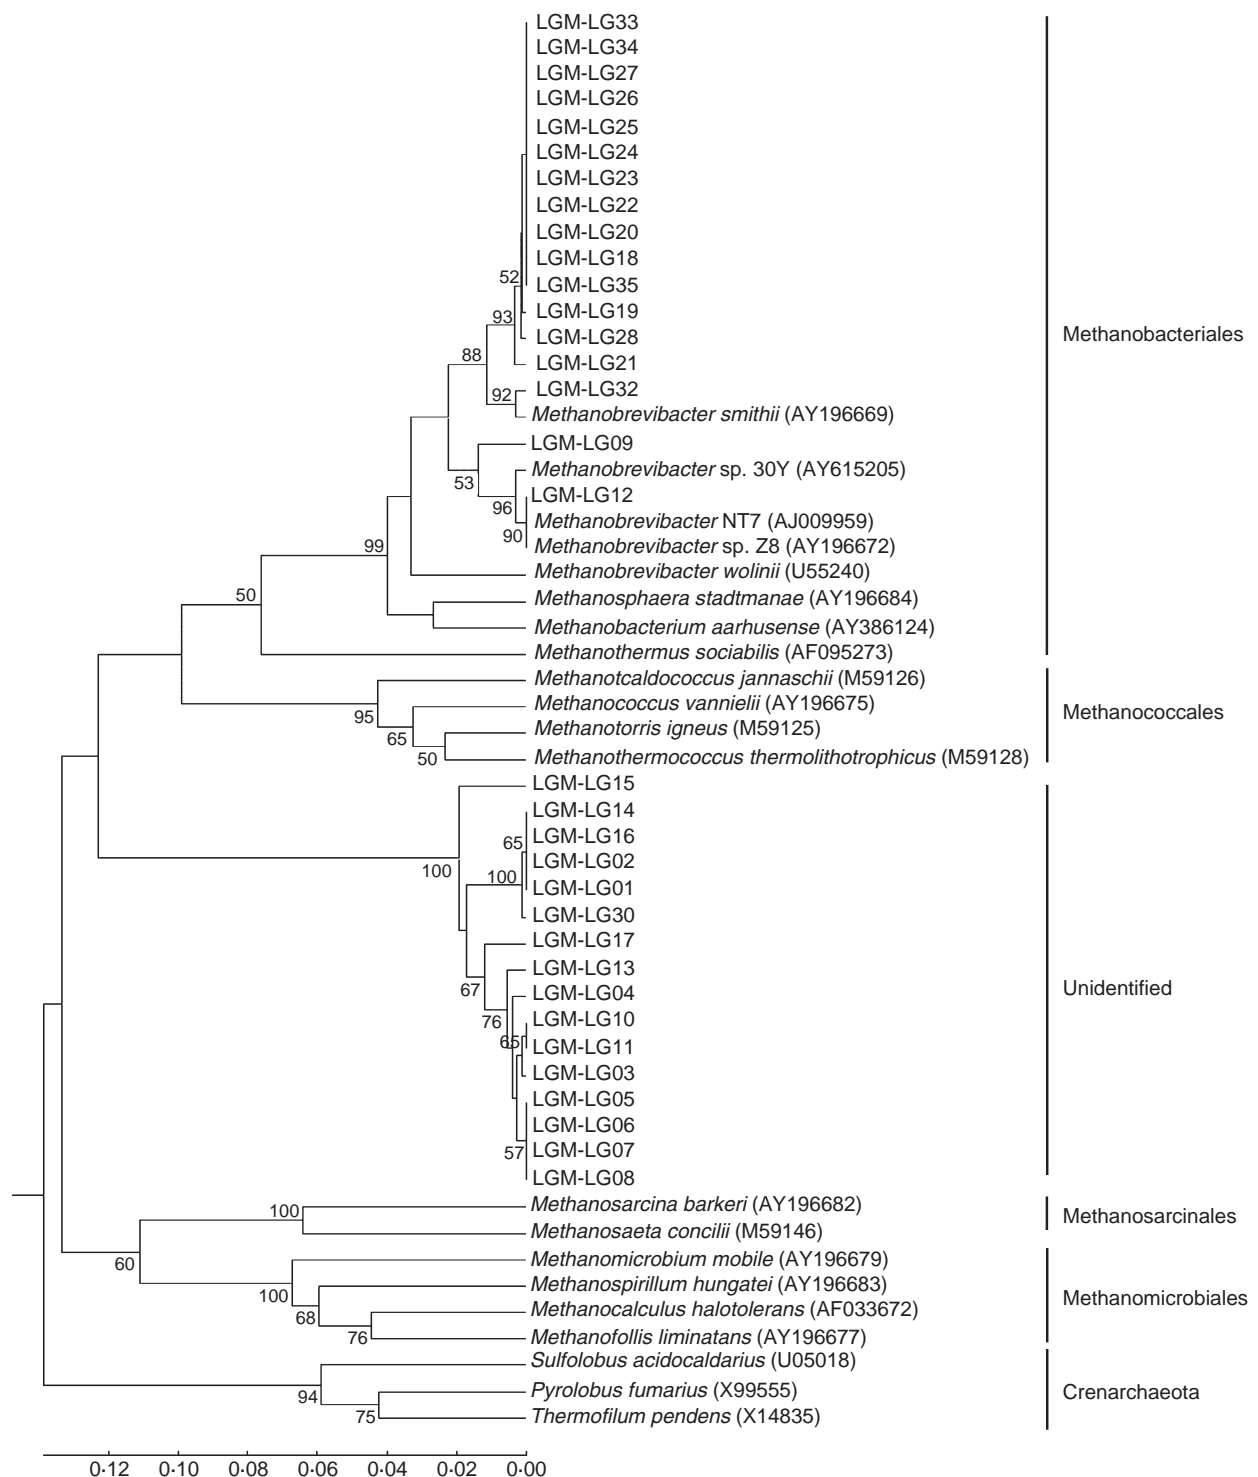 LGM-LG33
LGM-LG34
LGM-LG27
LGM-LG26
LGM-LG25
LGM-LG24
LGM-LG23
LGM-LG22
LGM-LG20
LGM-LG18
52
LGM-LG35
93
LGM-LG19
Methanobacteriales
LGM-LG28
88
LGM-LG21
92
LGM-LG32
Methanobrevibacter smithii (AY196669)
LGM-LG09
53
Methanobrevibacter sp. 30Y (AY615205)
LGM-LG12
96
Methanobrevibacter NT7 (AJ009959)
90
Methanobrevibacter sp. Z8 (AY196672)
99
Methanobrevibacter wolinii (U55240)
50
Methanosphaera stadtmanae (AY196684)
Methanobacterium aarhusense (AY386124)
Methanothermus sociabilis (AF095273)
Methanotcaldococcus jannaschii (M59126)
95
Methanococcus vannielii (AY196675)
Methanococcales
65
Methanotorris igneus (M59125)
50
Methanothermococcus thermolithotrophicus (M59128)
LGM-LG15
LGM-LG14
65
LGM-LG16
100
LGM-LG02
100
LGM-LG01
LGM-LG30
LGM-LG17
67
LGM-LG13
Unidentified
LGM-LG04
76
LGM-LG10
65
LGM-LG11
LGM-LG03
LGM-LG05
LGM-LG06
57
LGM-LG07
LGM-LG08
100
Methanosarcina barkeri (AY196682)
Methanosarcinales
Methanosaeta concilii (M59146)
60
Methanomicrobium mobile (AY196679)
100
Methanospirillum hungatei (AY196683)
Methanomicrobiales
68
Methanocalculus halotolerans (AF033672)
76
Methanofollis liminatans (AY196677)
Sulfolobus acidocaldarius (U05018)
94
Pyrolobus fumarius (X99555)
Crenarchaeota
75
Thermofilum pendens (X14835)
0·12 0·10 0·08 0·06 0·04 0·02 0·00